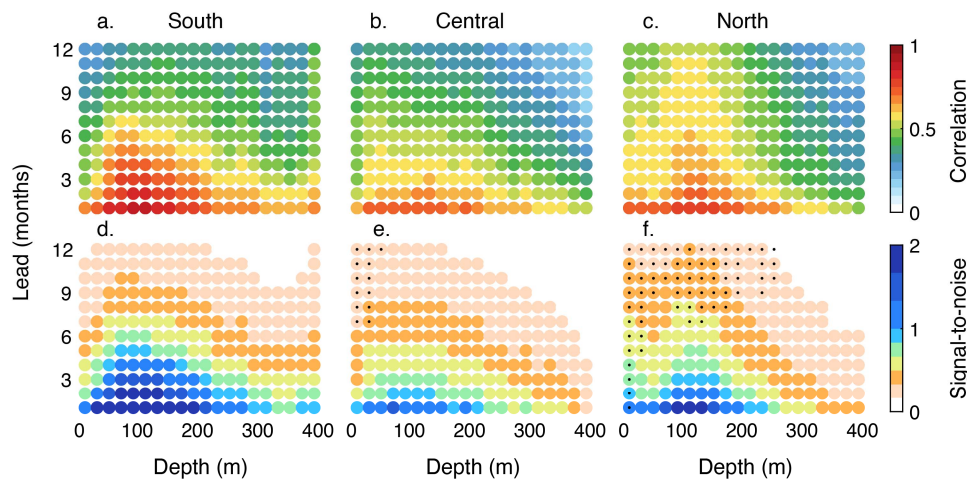 a. South b. Central c. North
12
9
6
3
Lead (months)
1
0.5
0
Correlation
d. e. f.
12
9
6
3
2
1
0
Signal-to-noise
0 100 200 300 400 0 100 200 300 400 0 100 200 300 400
Depth (m) Depth (m) Depth (m)